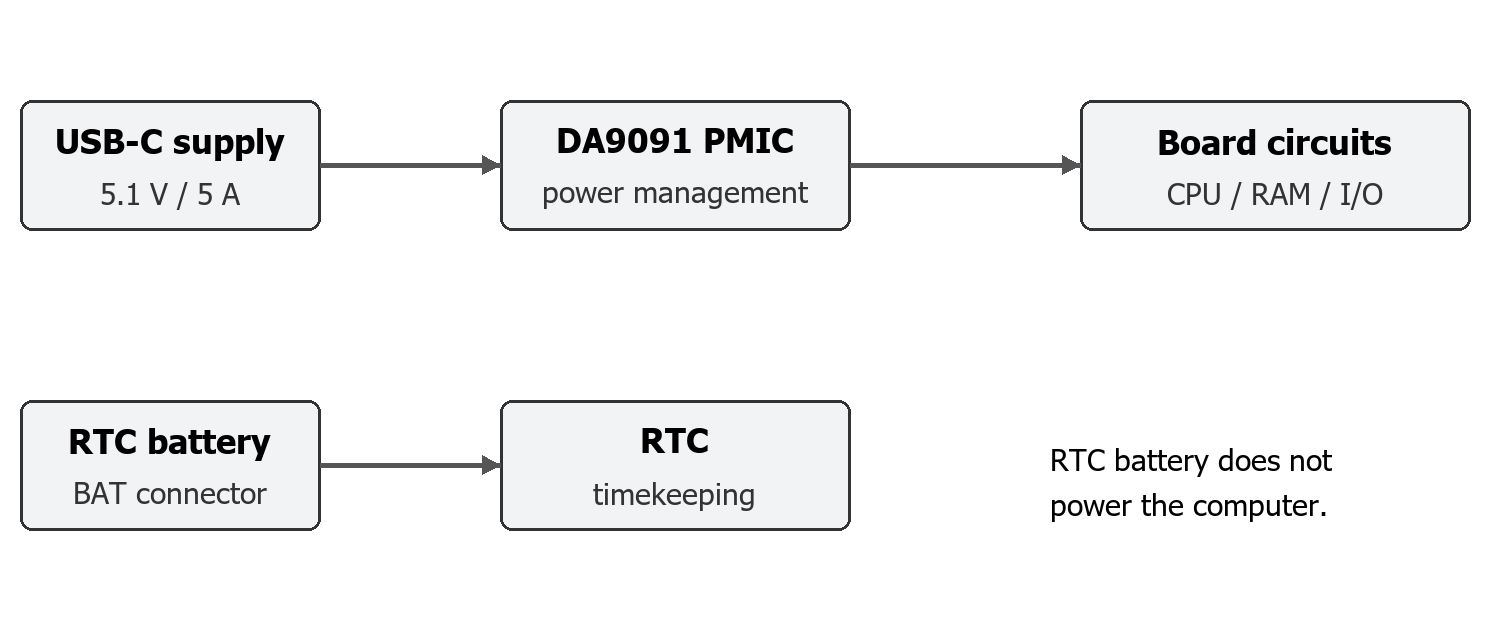 USB-C supply
5.1 V / 5 A
DA9091 PMIC
power management
Board circuits
CPU / RAM / I/O
RTC battery
BAT connector
RTC
timekeeping
RTC battery does not
power the computer.